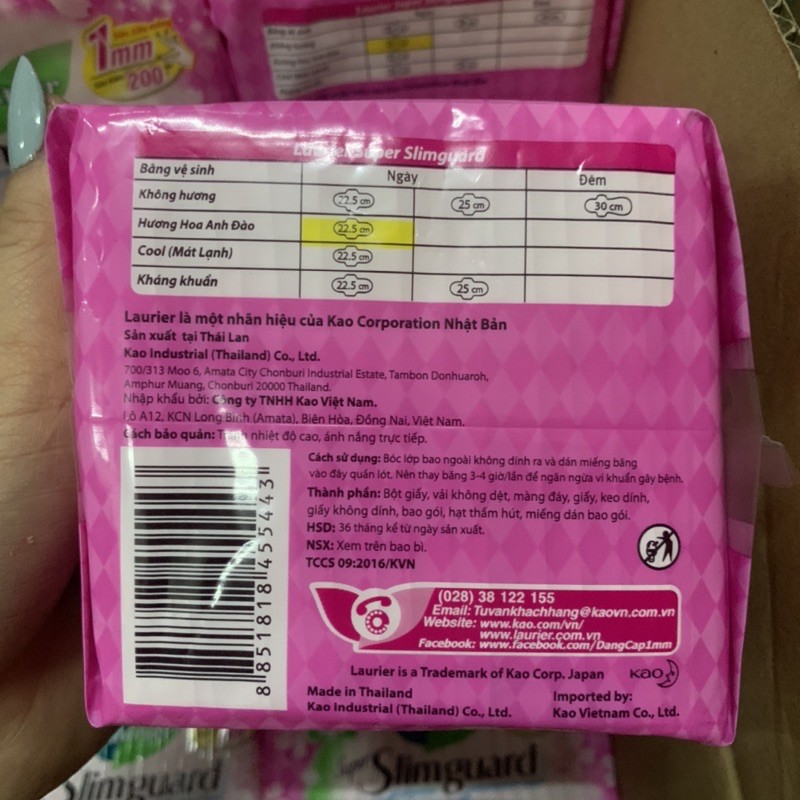 1mm
200
Laurier Super Slimguard
Băng vệ sinh Ngày Đêm
Không hương 22.5 cm 25 cm 30 cm
Hương Hoa Anh Đào 22.5 cm
Cool (Mát Lạnh) 22.5 cm
Kháng khuẩn 22.5 cm 25 cm
Laurier là một nhãn hiệu của Kao Corporation Nhật Bản
Sản xuất tại Thái Lan
Kao Industrial (Thailand) Co., Ltd.
700/313 Moo 6, Amata City Chonburi Industrial Estate, Tambon Donhuaroh,
Amphur Muang, Chonburi 20000 Thailand.
Nhập khẩu bởi: Công ty TNHH Kao Việt Nam.
Lô A12, KCN Long Bình (Amata), Biên Hòa, Đồng Nai, Việt Nam.
Cách bảo quản: Tránh nhiệt độ cao, ánh nắng trực tiếp.
Cách sử dụng: Bóc lớp bao ngoài không dính ra và dán miếng băng
vào đáy quần lót. Nên thay băng 3-4 giờ/lần để ngăn ngừa vi khuẩn gây bệnh.
Thành phần: Bột giấy, vải không dệt, màng đáy, giấy, keo dính,
giấy không dính, bao gói, hạt thấm hút, miếng dán bao gói.
HSD: 36 tháng kể từ ngày sản xuất.
NSX: Xem trên bao bì.
TCCS 09:2016/KVN
8 851818 455443
(028) 38 122 155
Email: Tuvankhachhang@kaovn.com.vn
Website: www.kao.com/vn/
www.laurier.com.vn
Facebook: www.facebook.com/DangCap1mm
Laurier is a Trademark of Kao Corp. Japan Kao
Made in Thailand Imported by:
Kao Industrial (Thailand) Co., Ltd. Kao Vietnam Co., Ltd.
Slimguard
Super Slimguard